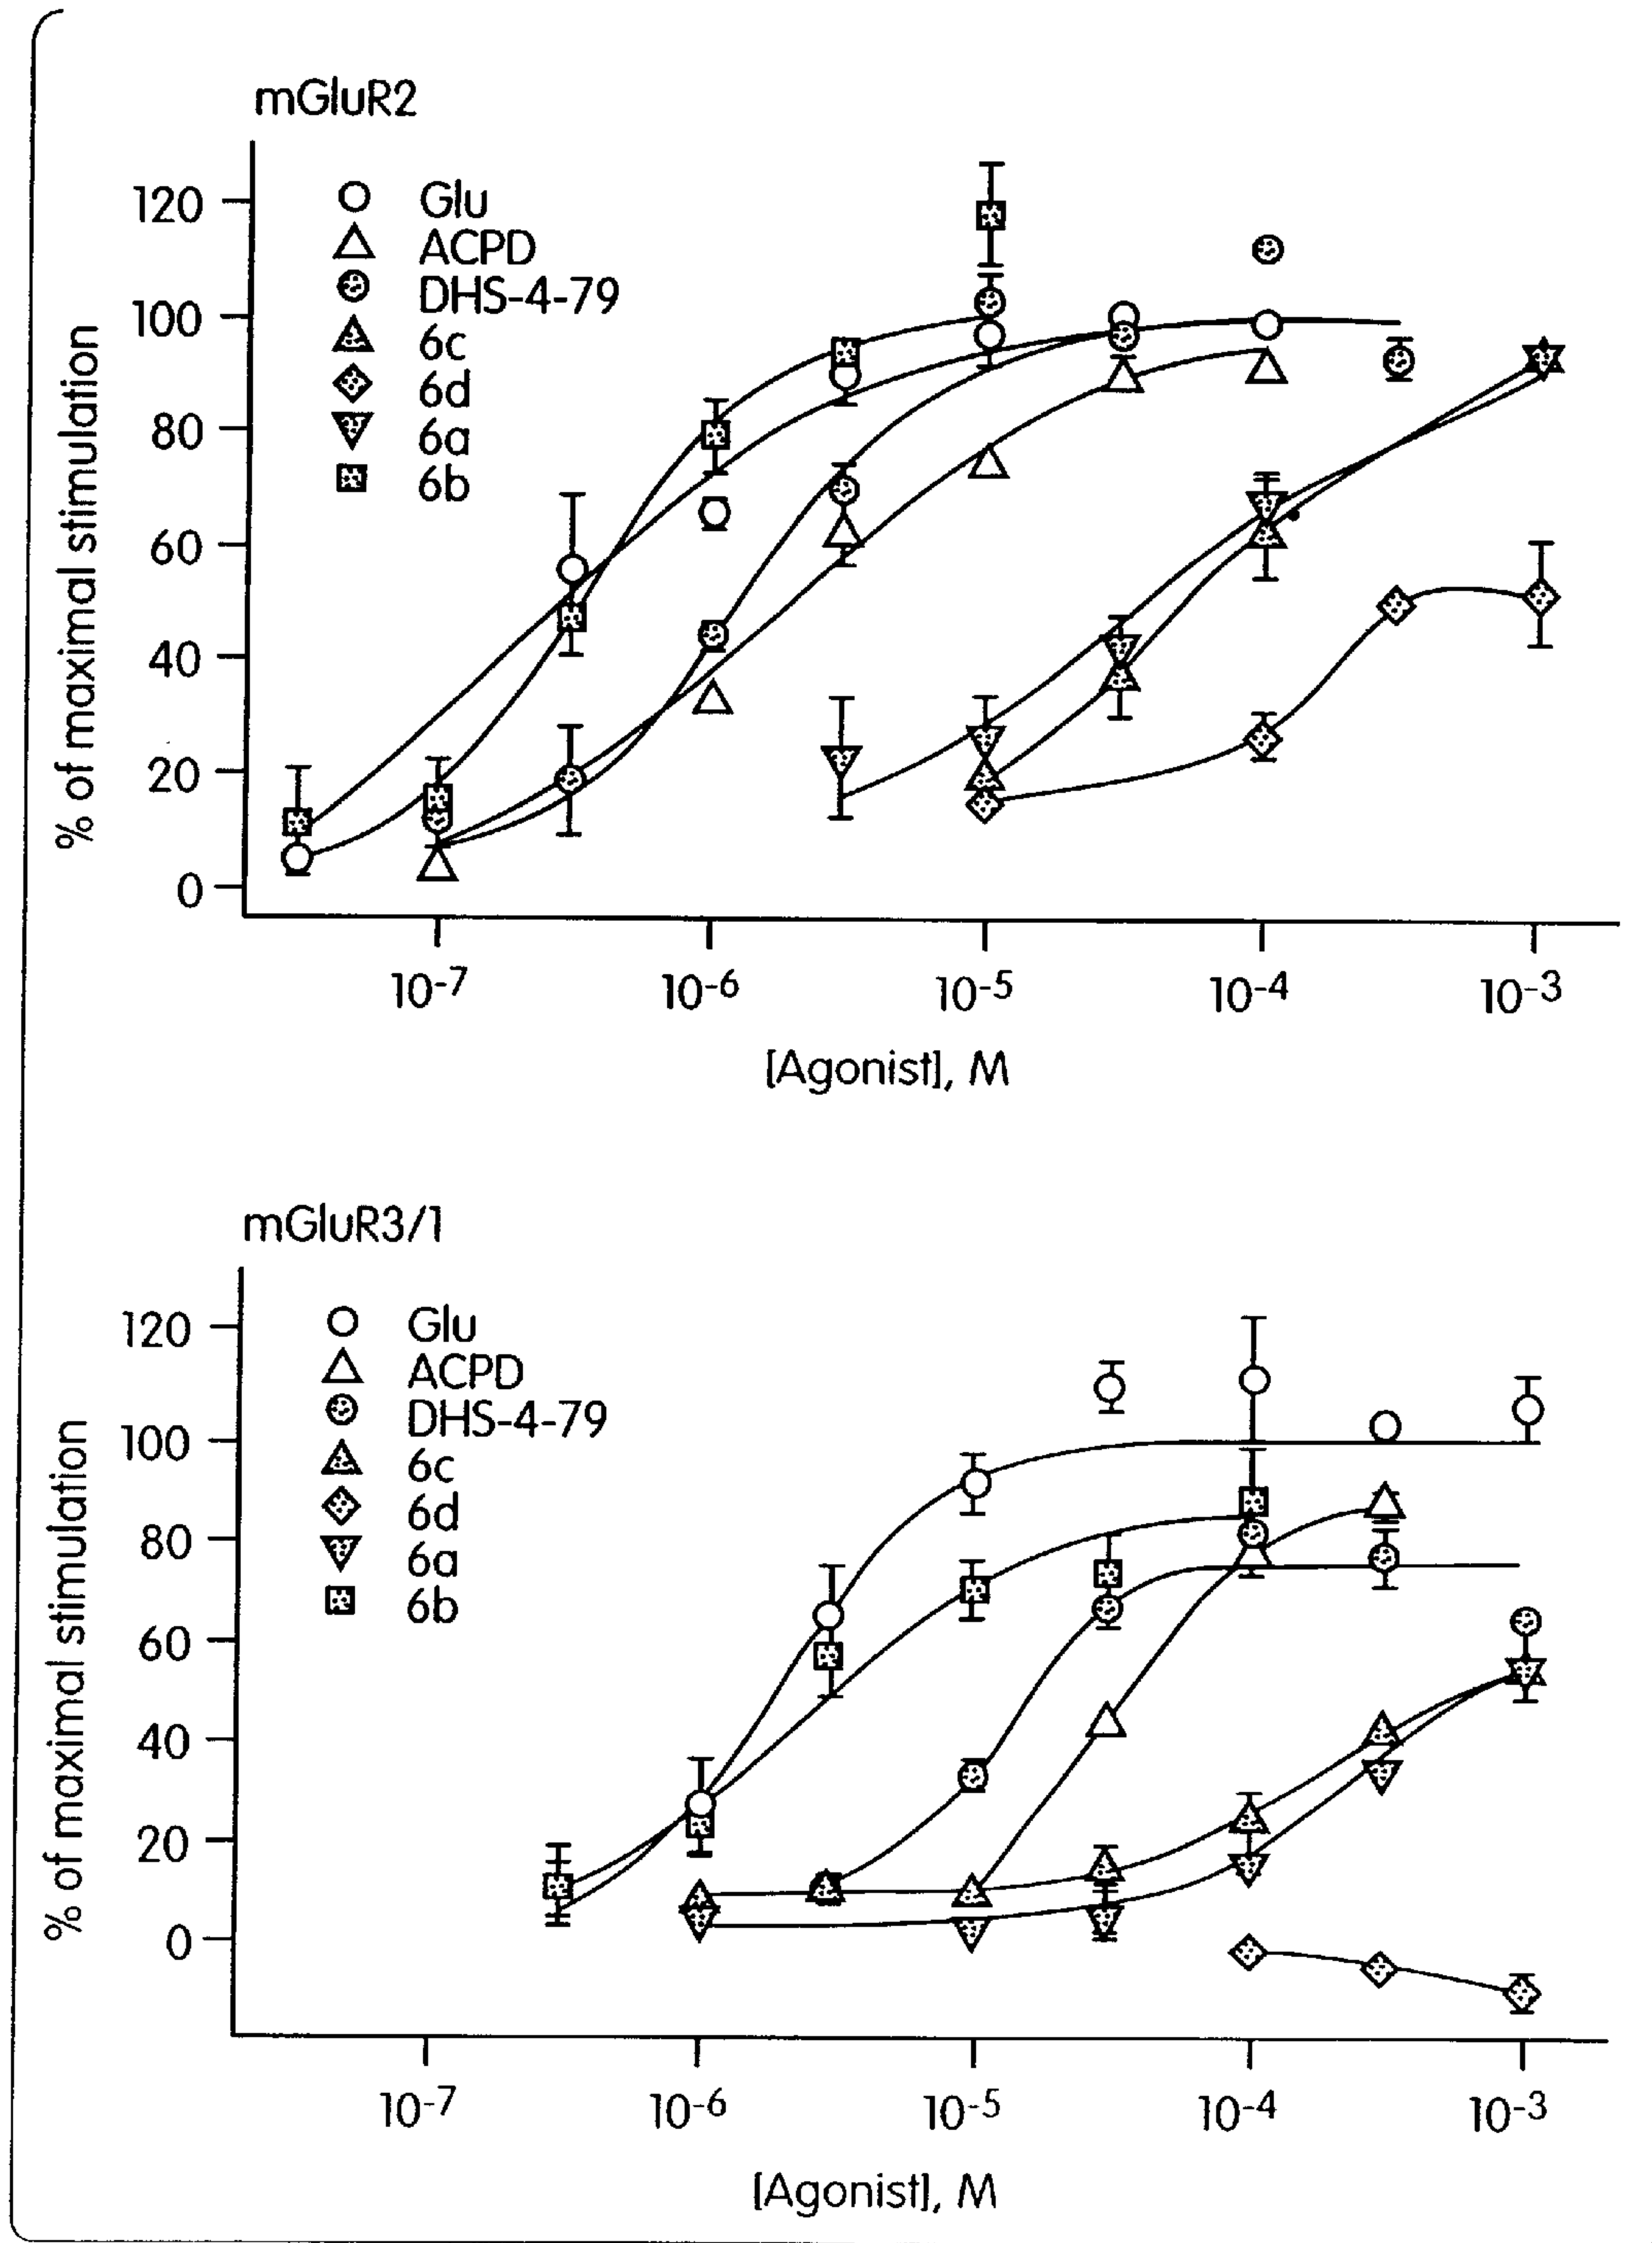 mGluR2
120
100
80
60
40
20
0
% of maximal stimulation
Glu
ACPD
DHS-4-79
6c
6d
6a
6b
10-7
10-6
10-5
10-4
10-3
[Agonist], M
mGluR3/1
120
100
80
60
40
20
0
% of maximal stimulation
Glu
ACPD
DHS-4-79
6c
6d
6a
6b
10-7
10-6
10-5
10-4
10-3
[Agonist], M